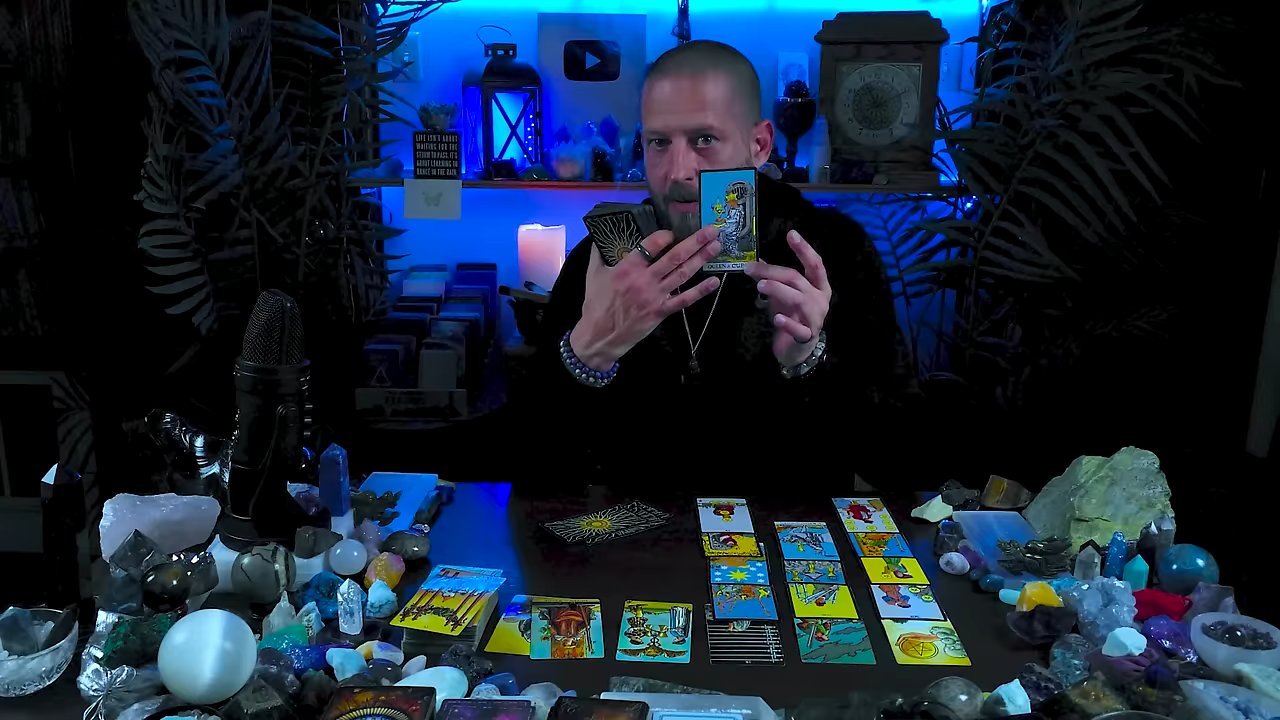 LIFE ISN'T ABOUT
WAITING FOR THE
STORM TO PASS, IT'S
ABOUT LEARNING TO
DANCE IN THE RAIN.
QUEEN of CUPS